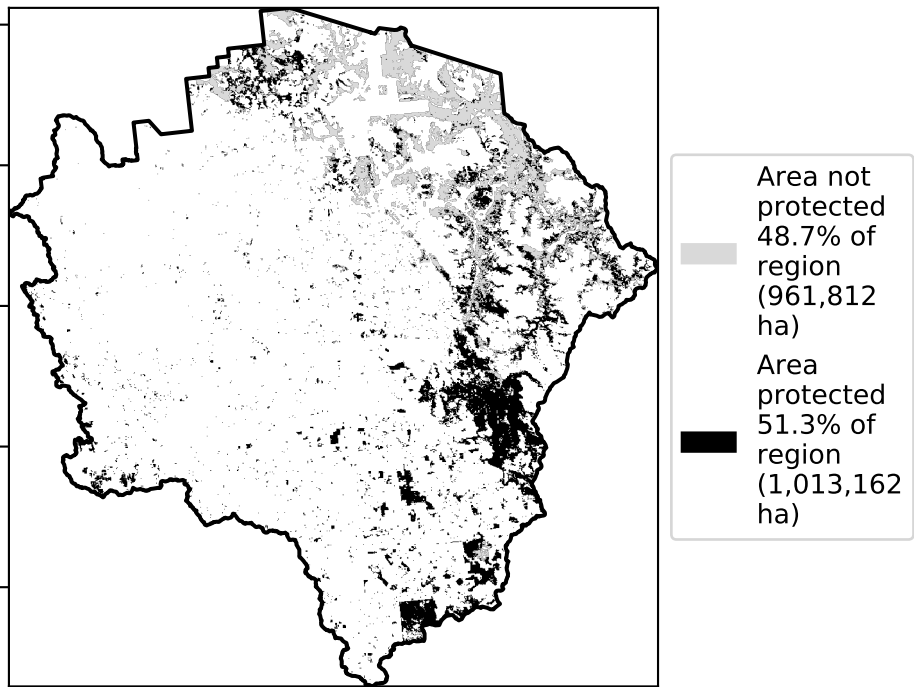 Area not
protected
48.7% of
region
(961,812
ha)
Area
protected
51.3% of
region
(1,013,162
ha)